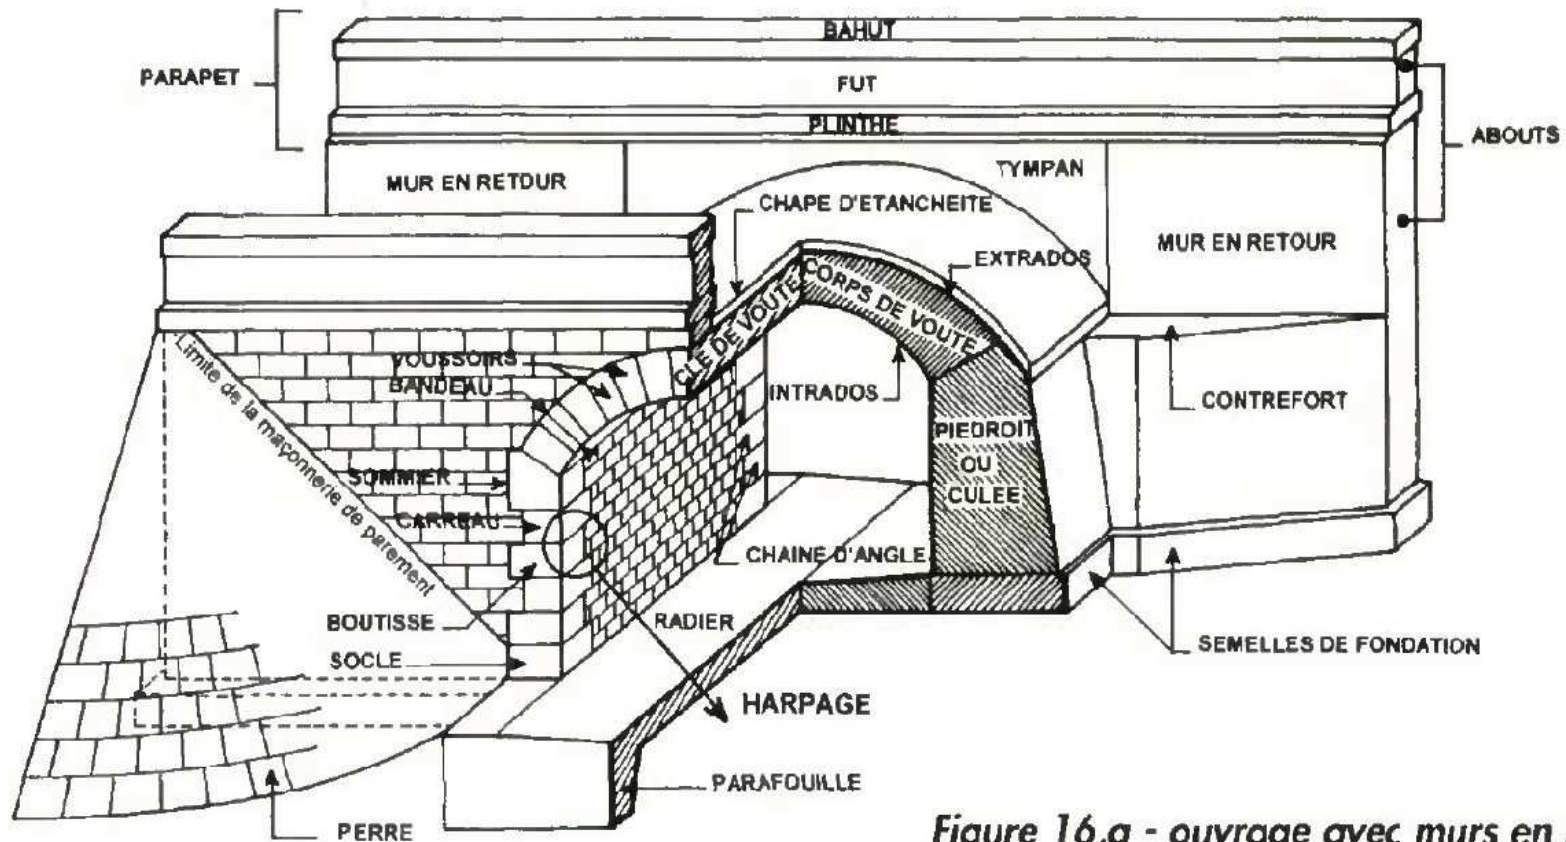 BAHUT
PARAPET
FUT
PLINTHE
ABOUTS
TYMPAN
MUR EN RETOUR
CHAPE D'ETANCHEITE
MUR EN RETOUR
EXTRADOS
CORPS DE VOUTE
CLE DE VOUTE
Limite de la maçonnerie de parement
VOUSSOIRS
BANDEAU
INTRADOS
CONTREFORT
PIEDROIT
OU
CULEE
SOMMIER
CARREAU
CHAINE D'ANGLE
BOUTISSE
RADIER
SOCLE
SEMELLES DE FONDATION
HARPAGE
PARAFOUILLE
PERRE
Figure 16.a - ouvrage avec murs en